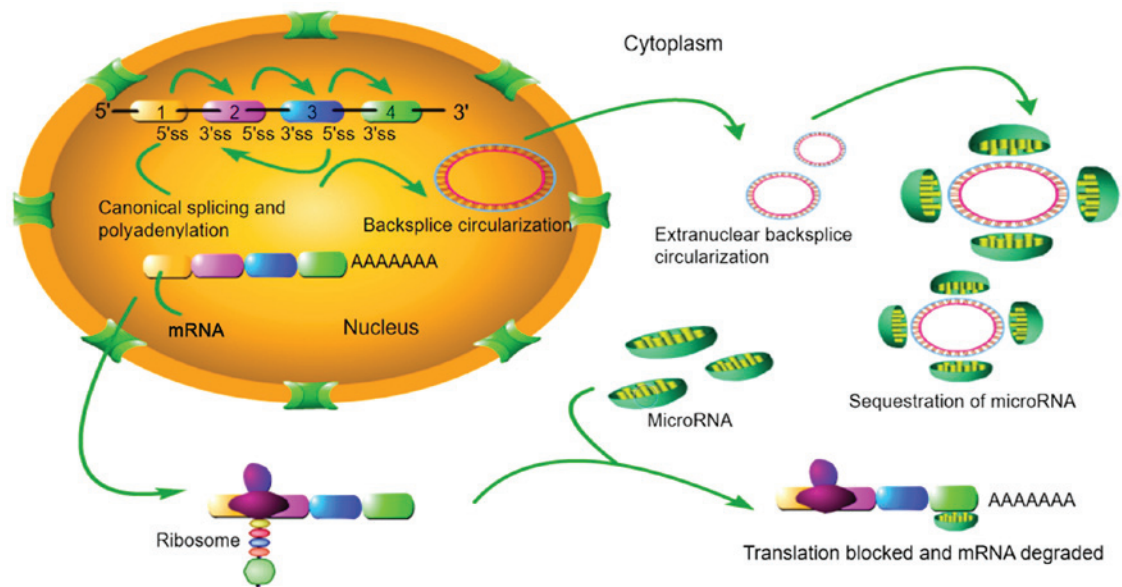 Cytoplasm
5' 1 2 3 4 3'
5'ss 3'ss 5'ss 3'ss 5'ss 3'ss
Canonical splicing and
polyadenylation
Backsplice circularization
AAAAAAA
mRNA
Nucleus
Extranuclear backsplice
circularization
MicroRNA
Sequestration of microRNA
Ribosome
AAAAAAA
Translation blocked and mRNA degraded